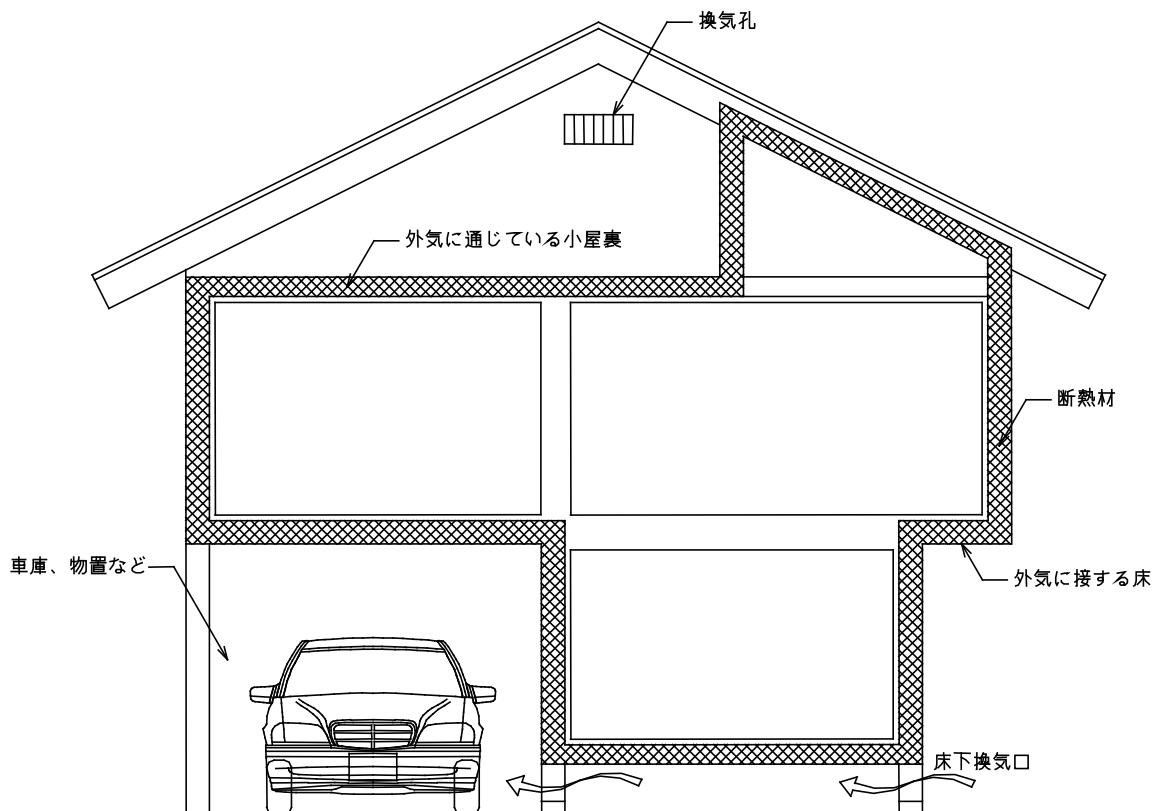 換気孔
外気に通じている小屋裏
断熱材
車庫、物置など
外気に接する床
床下換気口